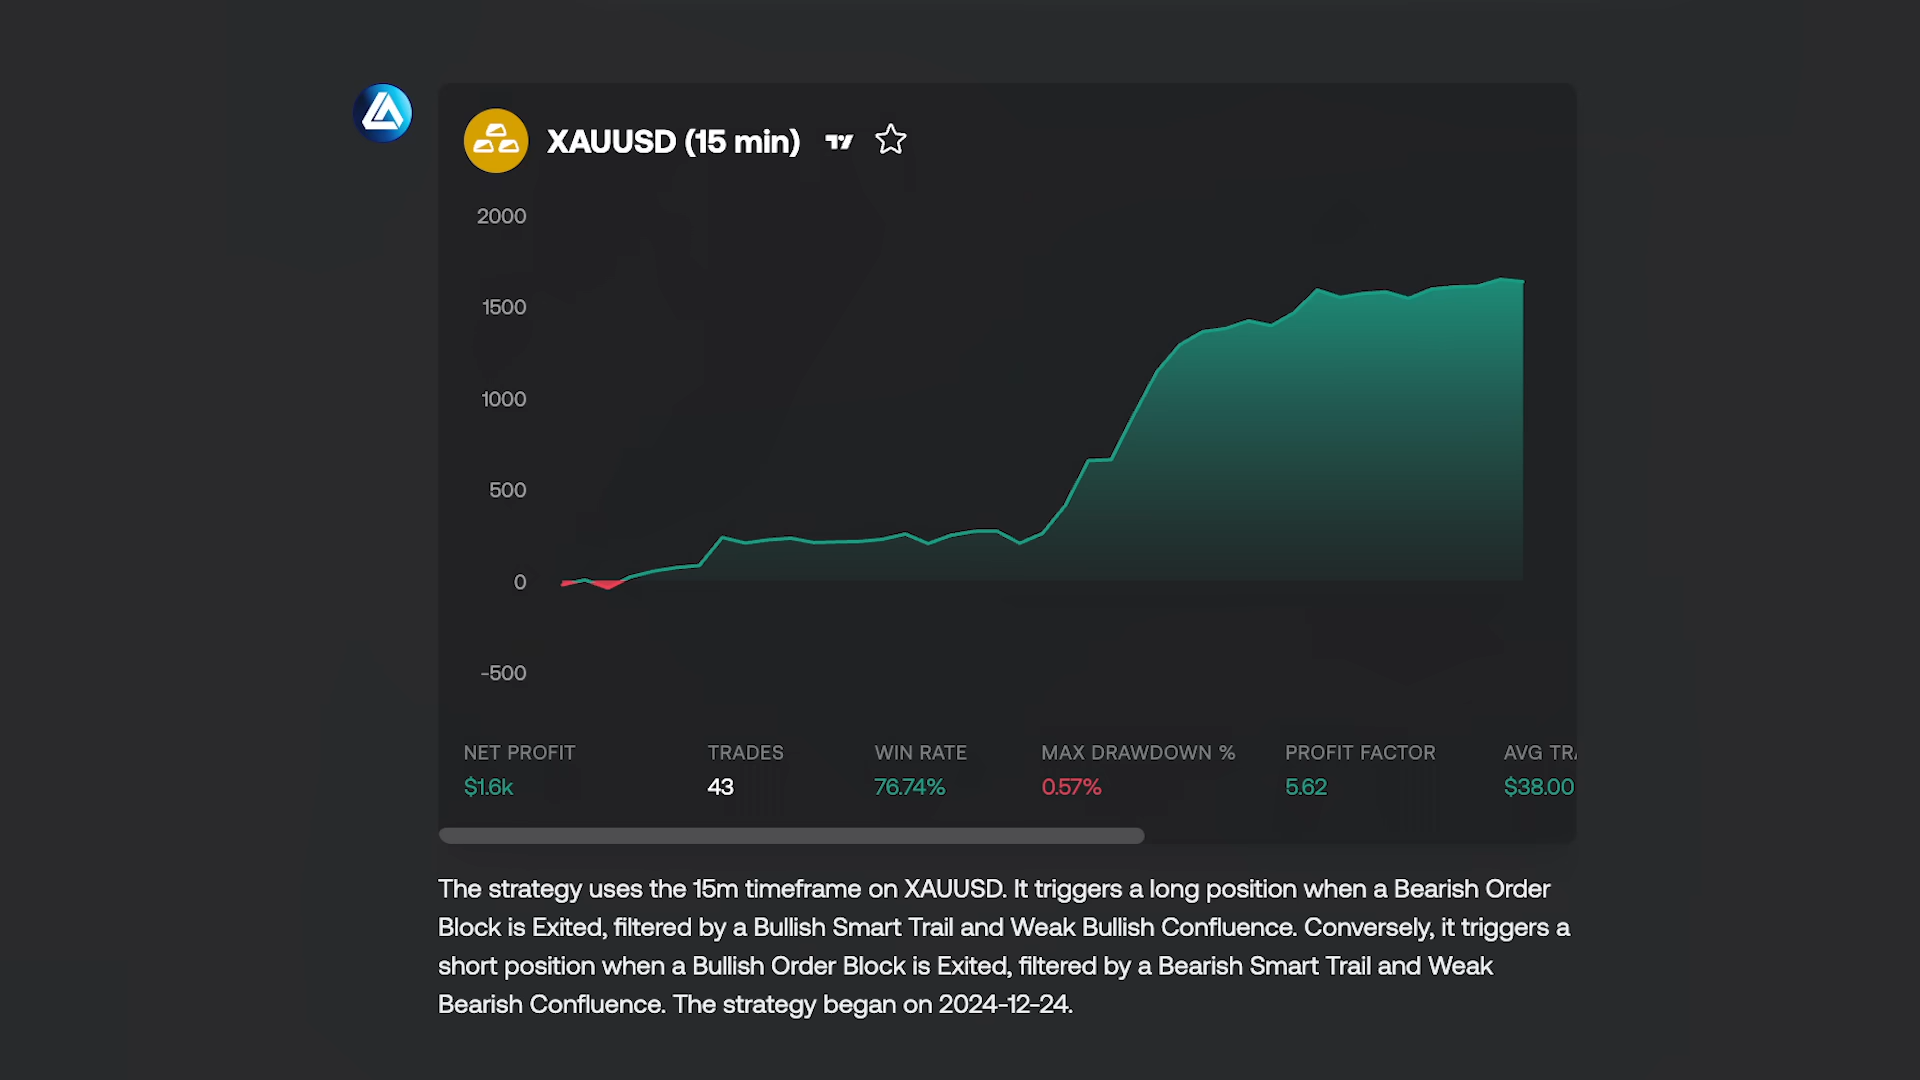 XAUUSD (15 min)
2000
1500
1000
500
0
-500
NET PROFIT TRADES WIN RATE MAX DRAWDOWN % PROFIT FACTOR AVG TRA
$1.6k 43 76.74% 0.57% 5.62 $38.00
The strategy uses the 15m timeframe on XAUUSD. It triggers a long position when a Bearish Order
Block is Exited, filtered by a Bullish Smart Trail and Weak Bullish Confluence. Conversely, it triggers a
short position when a Bullish Order Block is Exited, filtered by a Bearish Smart Trail and Weak
Bearish Confluence. The strategy began on 2024-12-24.